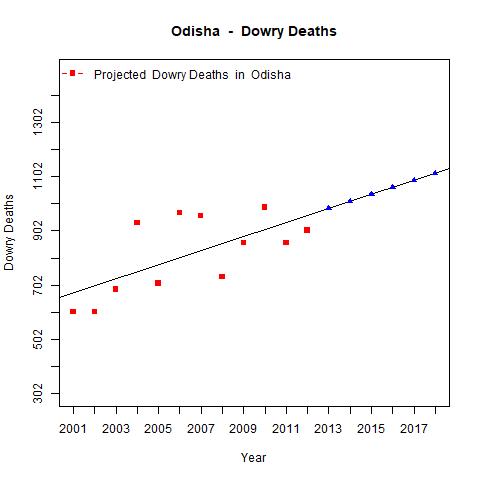 Odisha - Dowry Deaths
Projected Dowry Deaths in Odisha
1302
1102
902
702
502
302
Dowry Deaths
2001 2003 2005 2007 2009 2011 2013 2015 2017
Year